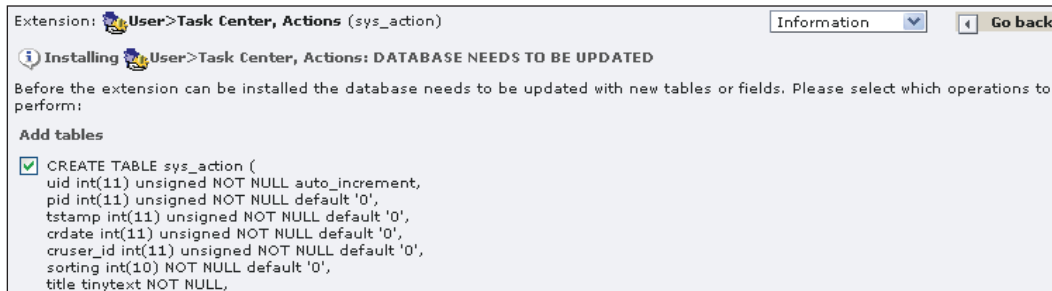 Extension: User>Task Center, Actions (sys_action) Information Go back
Installing User>Task Center, Actions: DATABASE NEEDS TO BE UPDATED
Before the extension can be installed the database needs to be updated with new tables or fields. Please select which operations to
perform:
Add tables
CREATE TABLE sys_action (
uid int(11) unsigned NOT NULL auto_increment,
pid int(11) unsigned NOT NULL default '0',
tstamp int(11) unsigned NOT NULL default '0',
crdate int(11) unsigned NOT NULL default '0',
cruser_id int(11) unsigned NOT NULL default '0',
sorting int(10) NOT NULL default '0',
title tinytext NOT NULL,